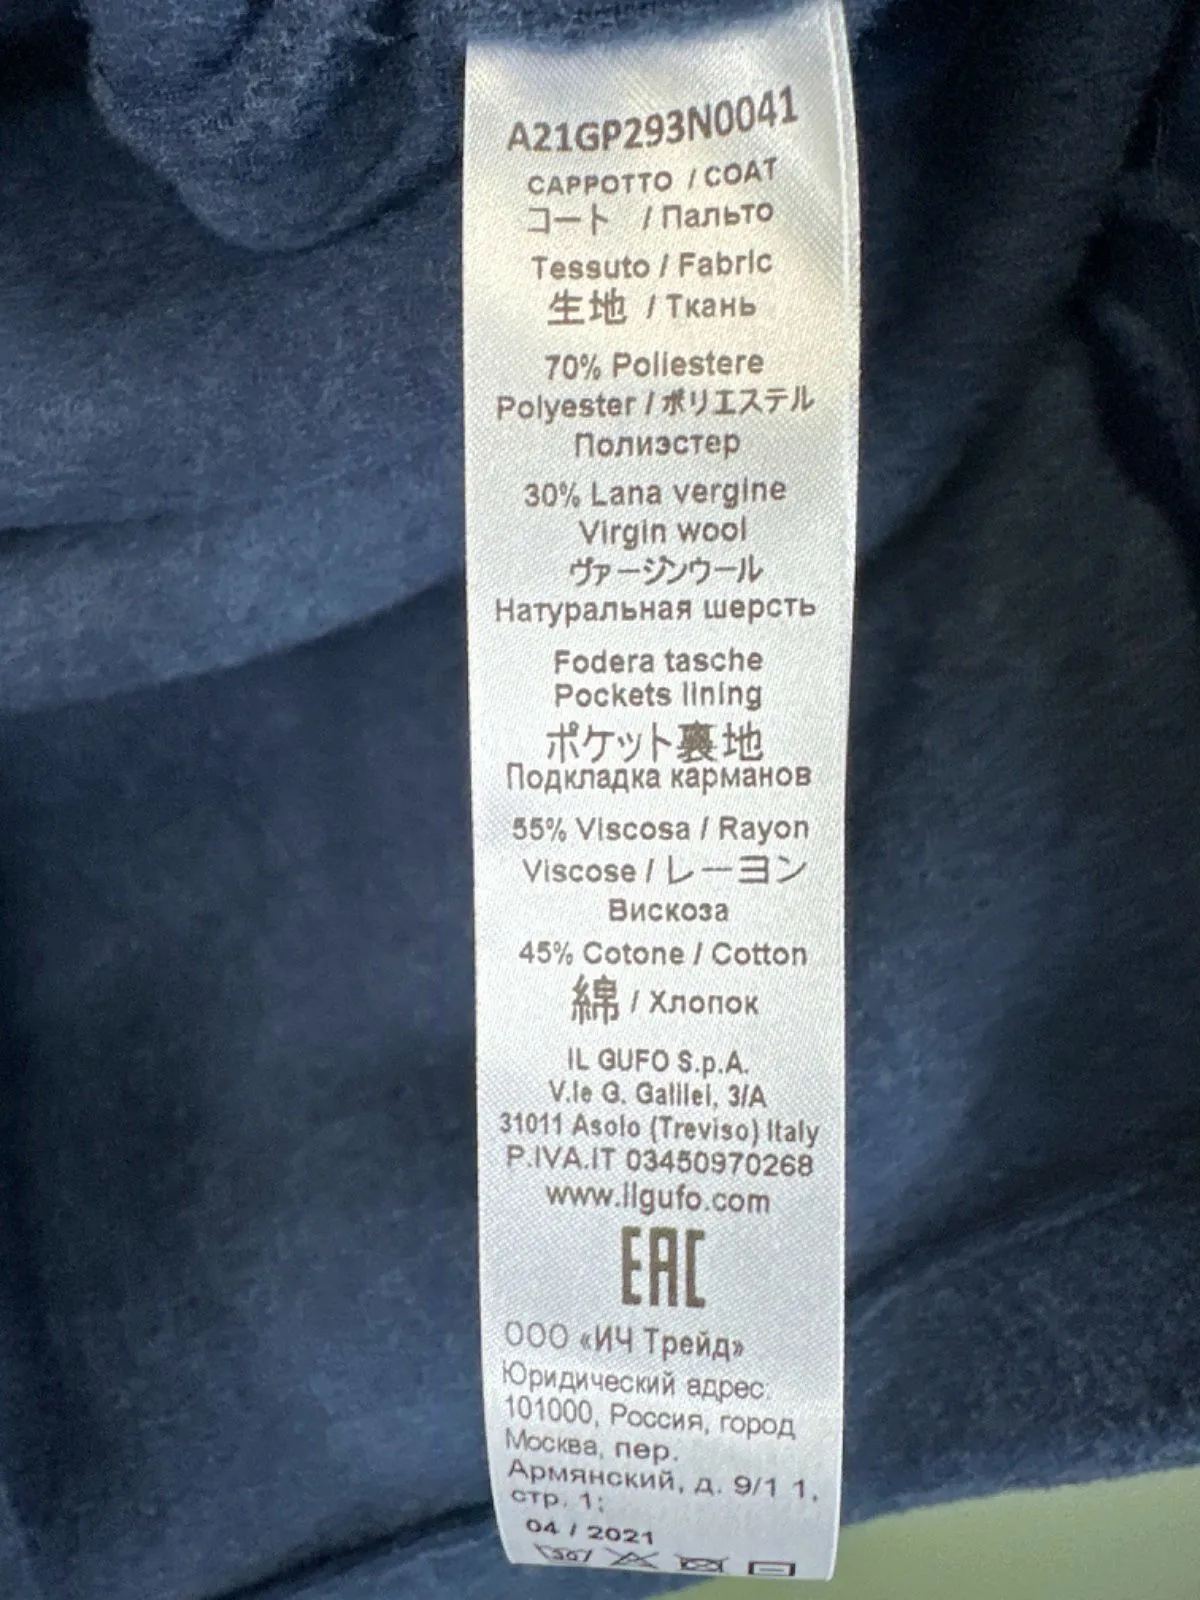 A21GP293N0041
CAPPOTTO / COAT
コート / Пальто
Tessuto / Fabric
生地 / Ткань
70% Poliestere
Polyester / ポリエステル
Полиэстер
30% Lana vergine
Virgin wool
ヴァージンウール
Натуральная шерсть
Fodera tasche
Pockets lining
ポケット裏地
Подкладка карманов
55% Viscosa / Rayon
Viscose / レーヨン
Вискоза
45% Cotone / Cotton
綿 / Хлопок
IL GUFO S.p.A.
V.le G. Galilei, 3/A
31011 Asolo (Treviso) Italy
P.IVA.IT 03450970268
www.ilgufo.com
EAC
ООО «ИЧ Трейд»
Юридический адрес:
101000, Россия, город
Москва, пер.
Армянский, д. 9/1 1,
стр. 1;
04 / 2021
30